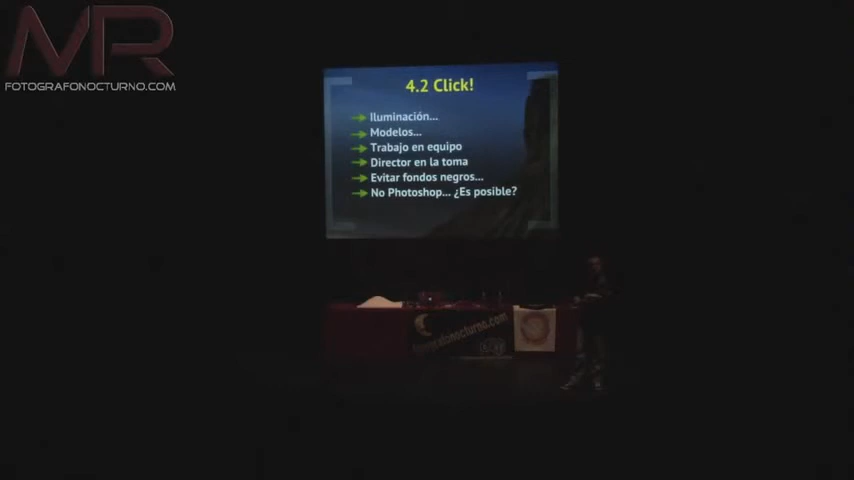 MR
FOTOGRAFONOCTURNO.COM
4.2 Click!
Iluminación...
Modelos...
Trabajo en equipo
Director en la toma
Evitar fondos negros...
No Photoshop... ¿Es posible?
fotografonocturno.com